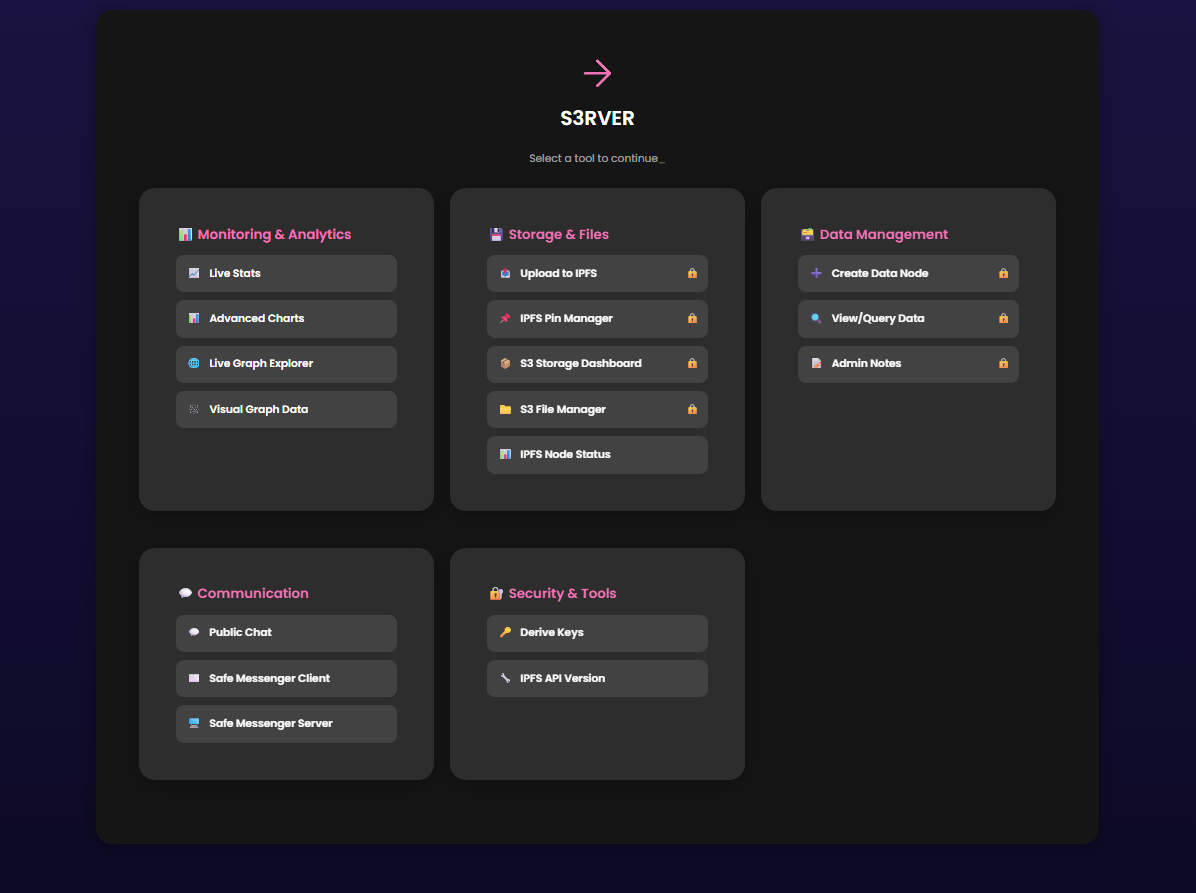 S3RVER
Select a tool to continue_
Monitoring & Analytics
Live Stats
Advanced Charts
Live Graph Explorer
Visual Graph Data
Storage & Files
Upload to IPFS
IPFS Pin Manager
S3 Storage Dashboard
S3 File Manager
IPFS Node Status
Data Management
Create Data Node
View/Query Data
Admin Notes
Communication
Public Chat
Safe Messenger Client
Safe Messenger Server
Security & Tools
Derive Keys
IPFS API Version